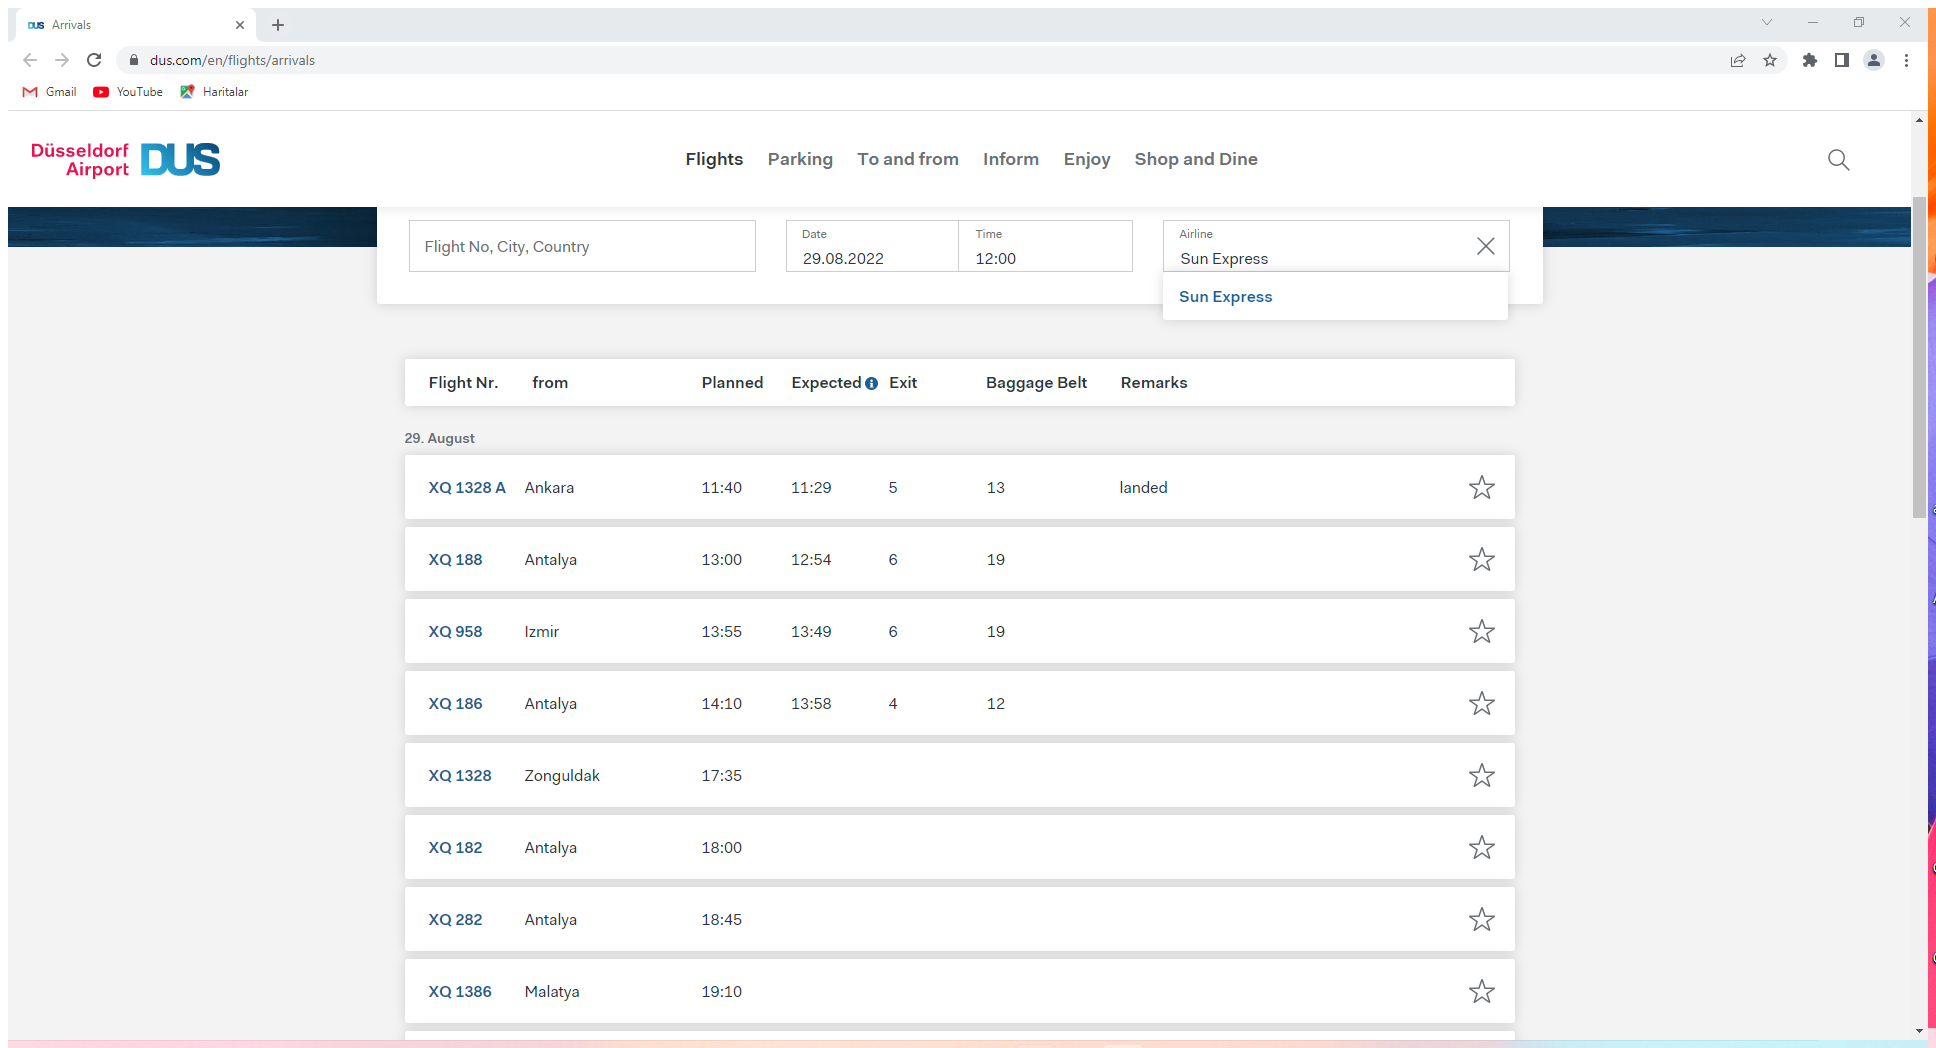 DUS Arrivals
dus.com/en/flights/arrivals
Gmail YouTube Haritalar
Düsseldorf Airport DUS
Flights Parking To and from Inform Enjoy Shop and Dine
Flight No, City, Country
Date
29.08.2022
Time
12:00
Airline
Sun Express
Sun Express
Flight Nr. from Planned Expected i Exit Baggage Belt Remarks
29. August
XQ 1328 A Ankara 11:40 11:29 5 13 landed
XQ 188 Antalya 13:00 12:54 6 19
XQ 958 Izmir 13:55 13:49 6 19
XQ 186 Antalya 14:10 13:58 4 12
XQ 1328 Zonguldak 17:35
XQ 182 Antalya 18:00
XQ 282 Antalya 18:45
XQ 1386 Malatya 19:10